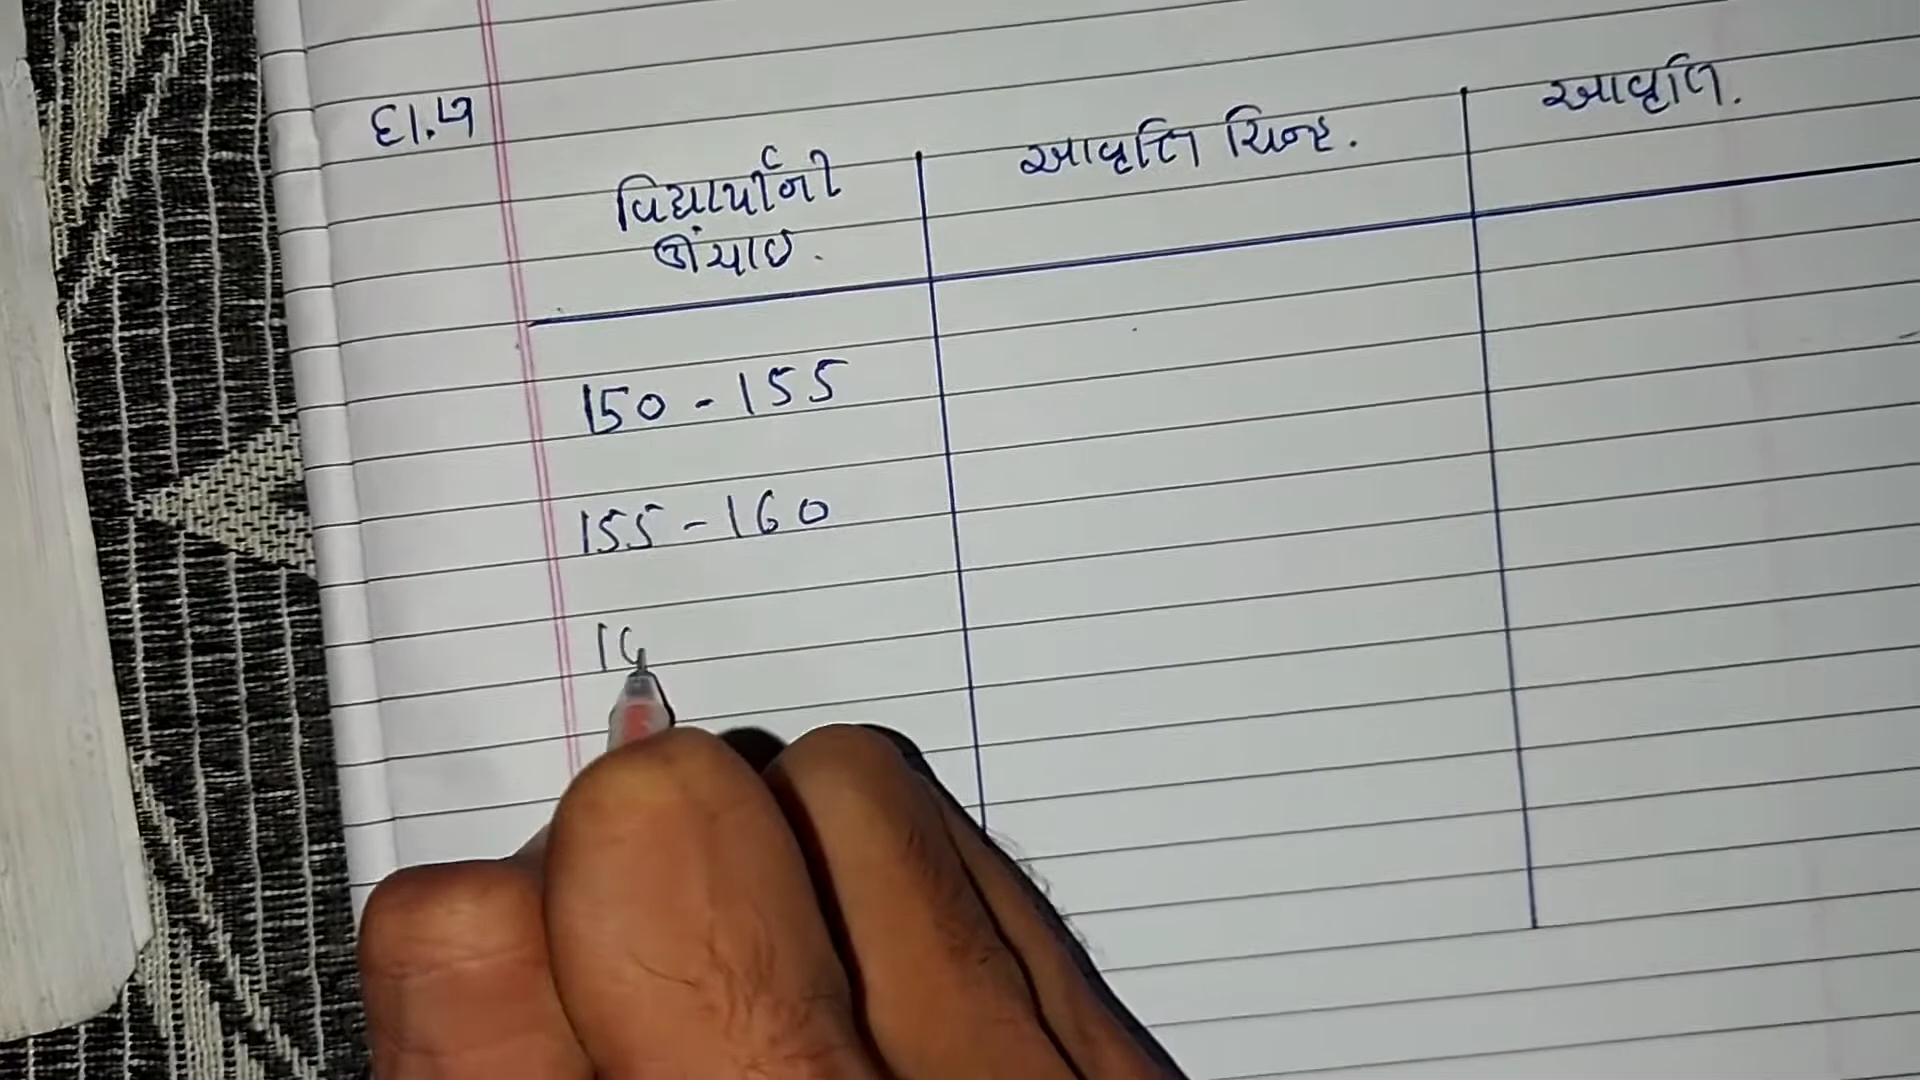 દા.૫
વિદ્યાર્થીની
ઊંચાઈ.
આવૃત્તિ ચિન્હ.
આવૃત્તિ.
150 - 155
155 - 160